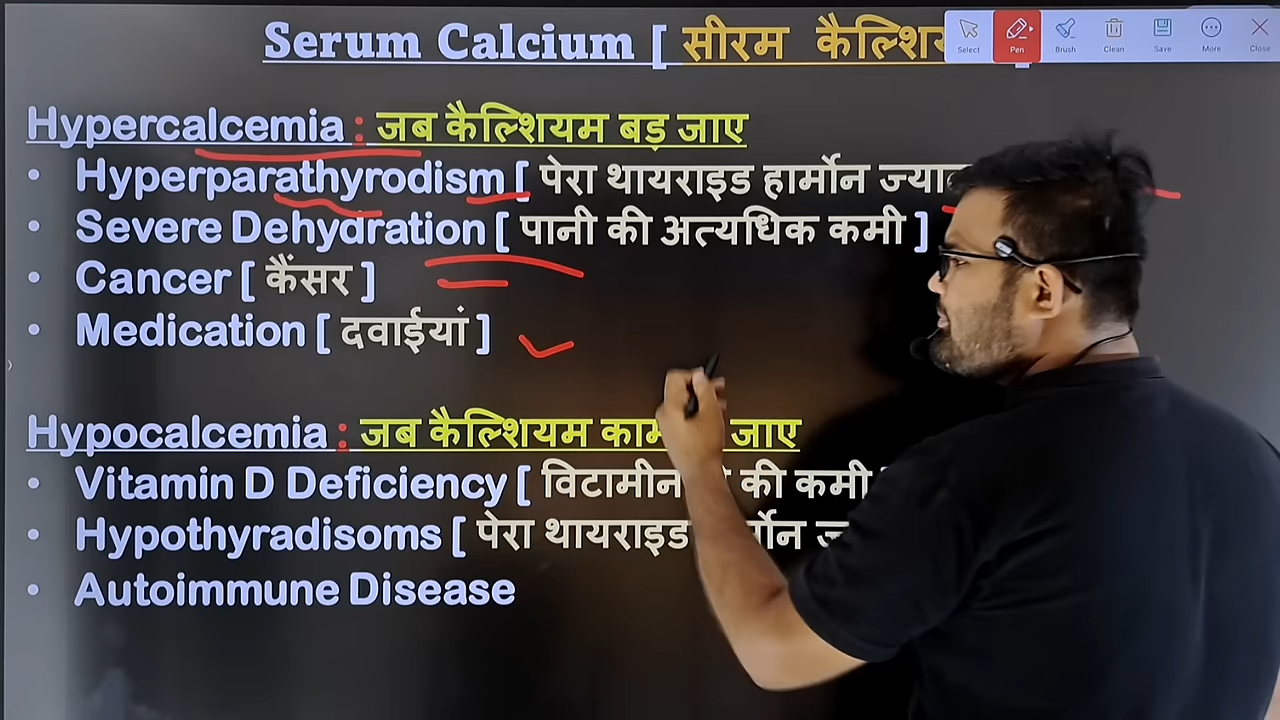 Serum Calcium [ सीरम कैल्शि
Select Pen Brush Clean Save More Close
Hypercalcemia : जब कैल्शियम बड़ जाए
• Hyperparathyrodism [ पेरा थायराइड हार्मोन
• Severe Dehydration [ पानी की अत्यधिक कमी ]
• Cancer [ कैंसर ]
• Medication [ दवाईयां ]
Hypocalcemia : जब कैल्शियम जाए
• Vitamin D Deficiency [ विटामीन की कमी
• Hypothyradisoms [ पेरा थायराइड
• Autoimmune Disease